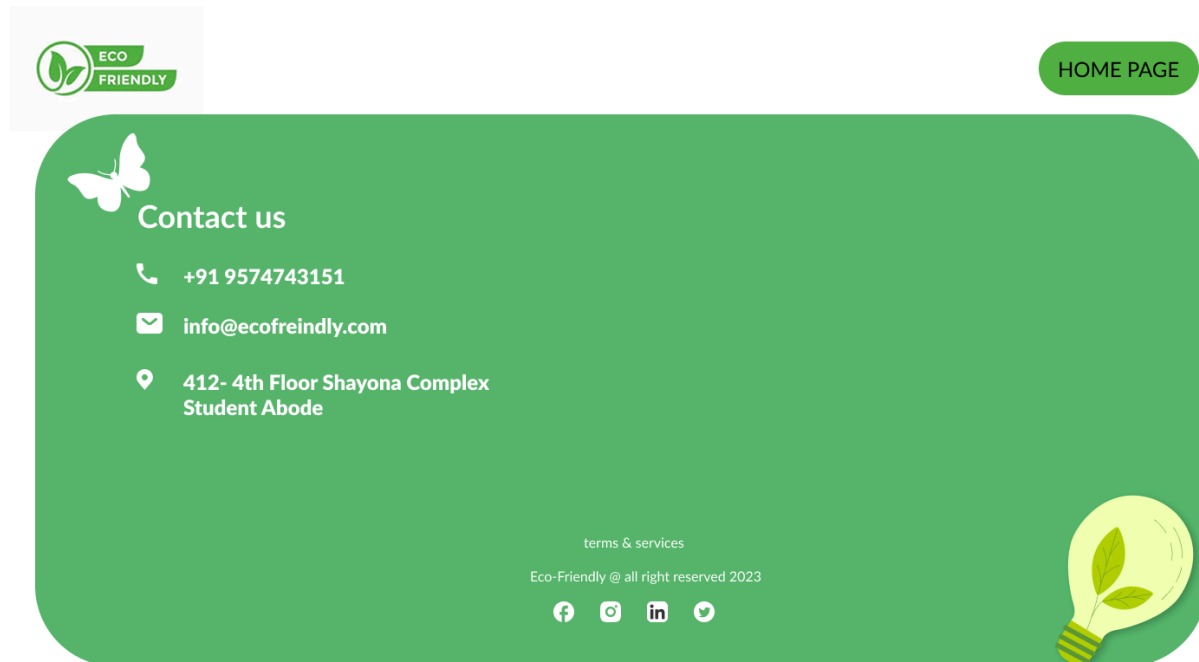 ECO
FRIENDLY
HOME PAGE
Contact us
+91 9574743151
info@ecofreindly.com
412- 4th Floor Shayona Complex
Student Abode
terms & services
Eco-Friendly @ all right reserved 2023
in